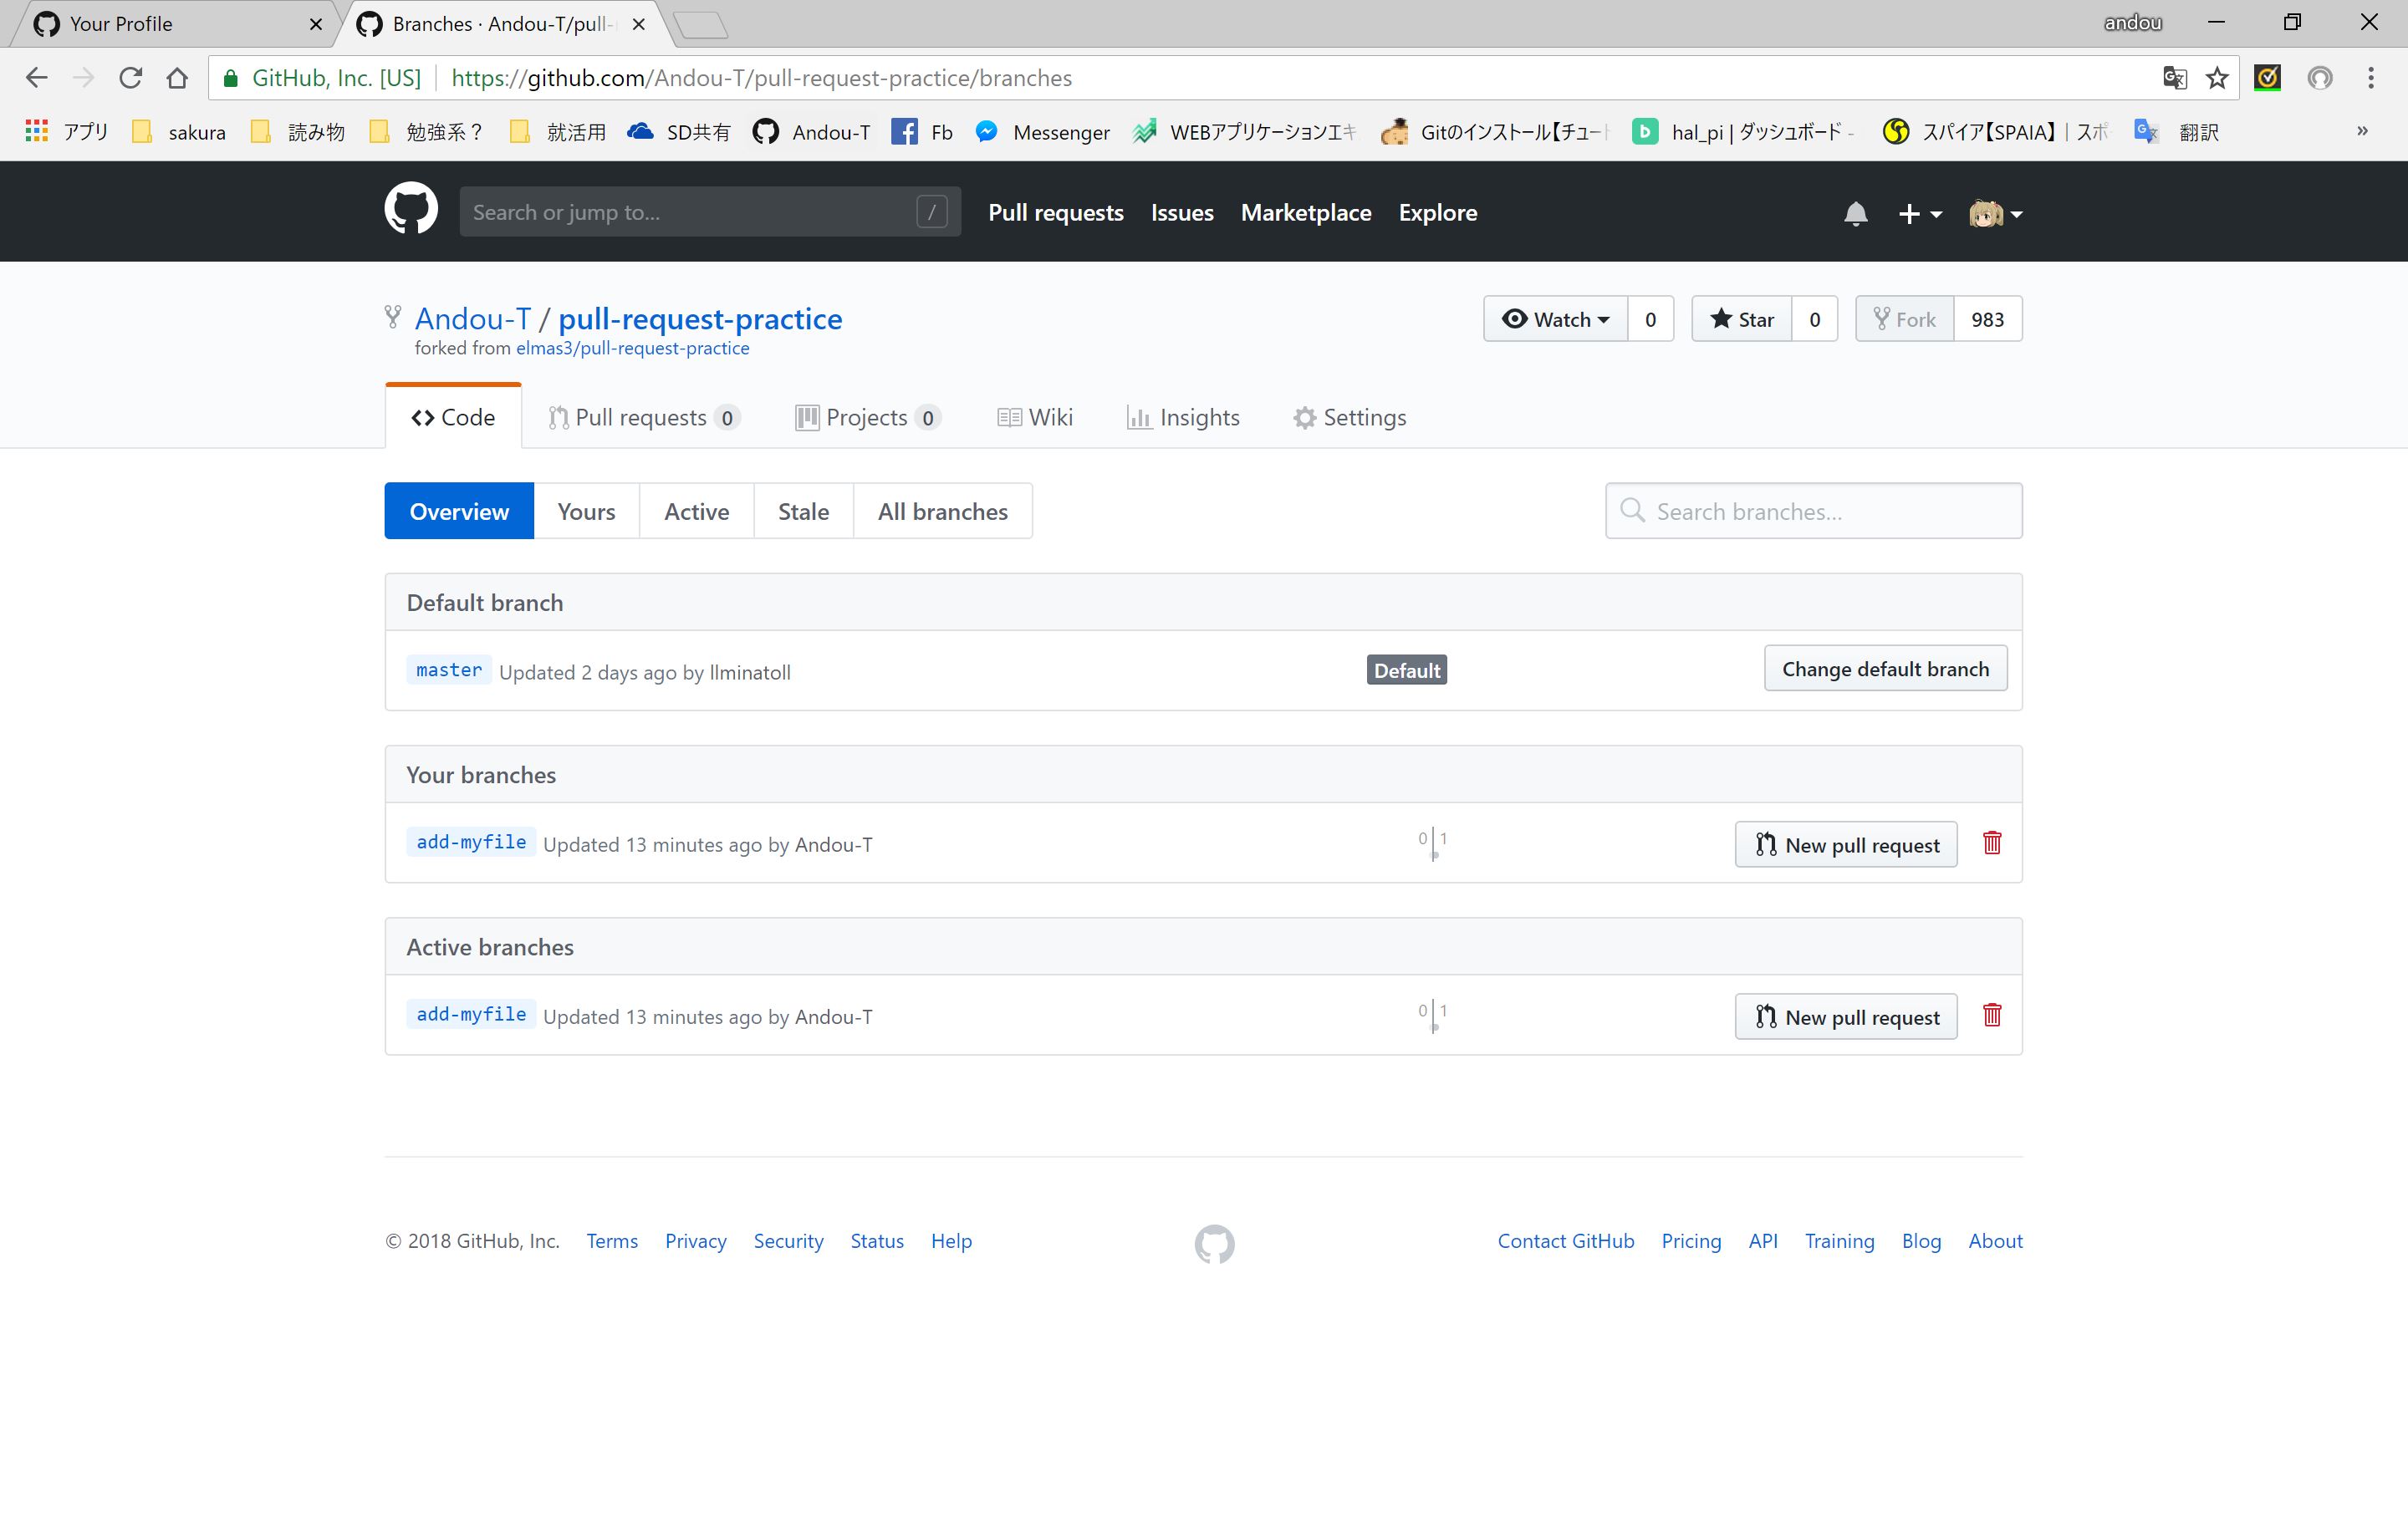 Your Profile
Branches · Andou-T/pull-
andou
GitHub, Inc. [US]
https://github.com/Andou-T/pull-request-practice/branches
アプリ
sakura
読み物
勉強系？
就活用
SD共有
Andou-T
Fb
Messenger
WEBアプリケーションエキ
Gitのインストール【チュート
hal_pi | ダッシュボード -
スパイア【SPAIA】 | スポ
翻訳
»
Search or jump to...
/
Pull requests
Issues
Marketplace
Explore
Andou-T / pull-request-practice
forked from elmas3/pull-request-practice
Watch 0
Star 0
Fork 983
Code
Pull requests 0
Projects 0
Wiki
Insights
Settings
Overview
Yours
Active
Stale
All branches
Search branches...
Default branch
master Updated 2 days ago by llminatoll
Default
Change default branch
Your branches
add-myfile Updated 13 minutes ago by Andou-T
0 1
New pull request
Active branches
add-myfile Updated 13 minutes ago by Andou-T
0 1
New pull request
© 2018 GitHub, Inc.
Terms
Privacy
Security
Status
Help
Contact GitHub
Pricing
API
Training
Blog
About